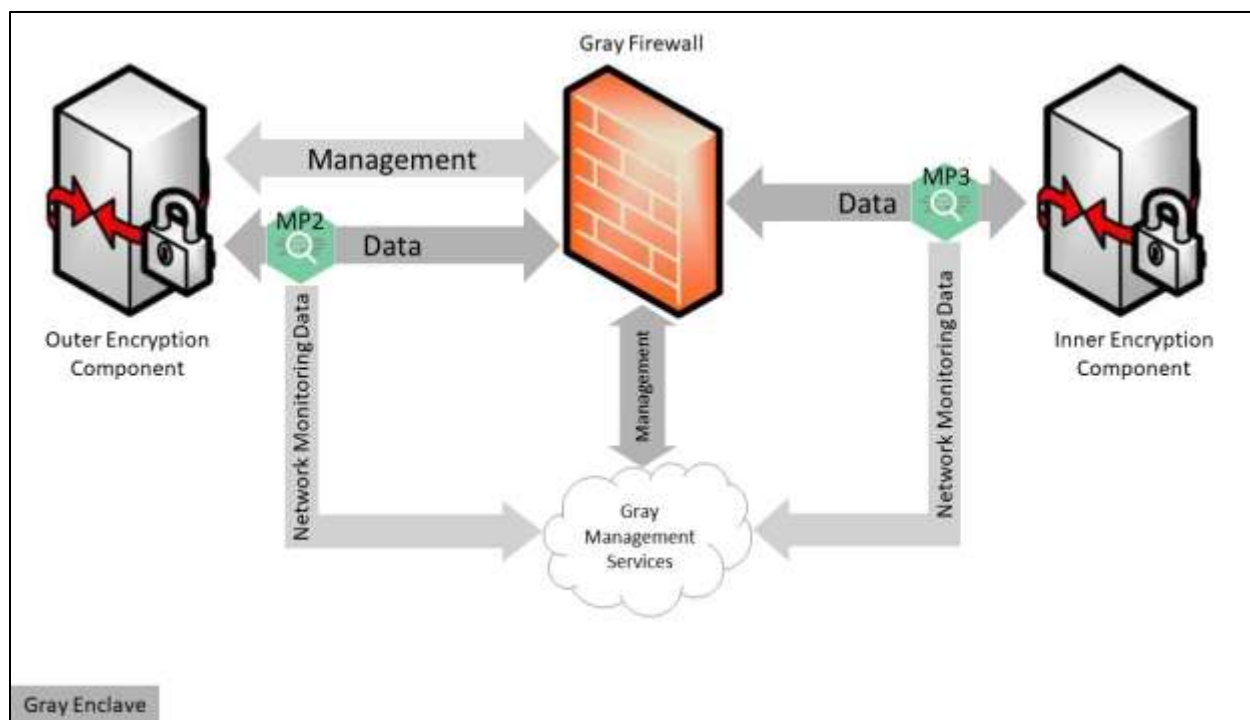 Gray Firewall
Management
MP2
Data
MP3
Data
Outer Encryption
Component
Inner Encryption
Component
Network Monitoring Data
Management
Network Monitoring Data
Gray
Management
Services
Gray Enclave